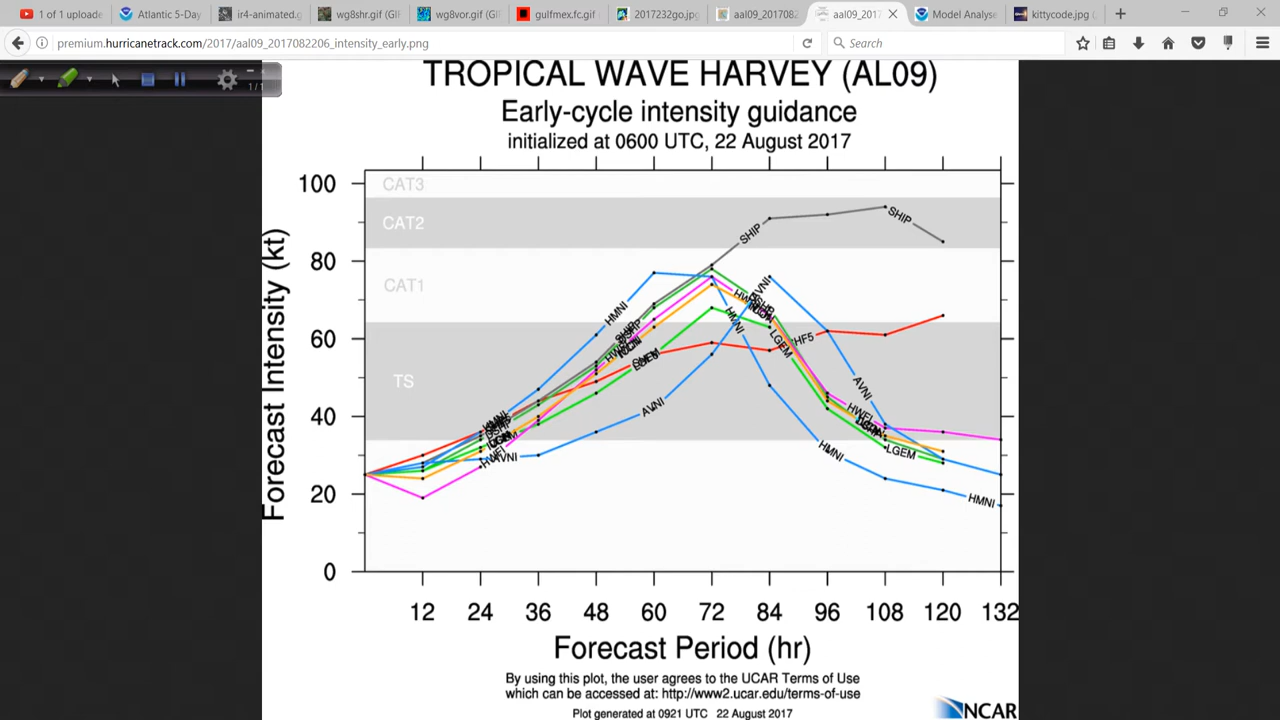 1 of 1 uploade
Atlantic 5-Day
ir4-animated.g
wg8shr.gif (GIF
wg8vor.gif (GIF
gulfmex.fc.gif (
2017232go.jpg
aal09_2017082
aal09_2017
Model Analyse
kittycode.jpg (
premium.hurricanetrack.com/2017/aal09_2017082206_intensity_early.png
Search
1/1
TROPICAL WAVE HARVEY (AL09)
Early-cycle intensity guidance
initialized at 0600 UTC, 22 August 2017
Forecast Intensity (kt)
100
80
60
40
20
0
CAT3
CAT2
CAT1
TS
SHIP
SHIP
HMNI
AVNI
HMNI
LGEM
SHF5
AVNI
AVNI
HMNI
LGEM
HMNI
AVNI
HWFI
12 24 36 48 60 72 84 96 108 120 132
Forecast Period (hr)
By using this plot, the user agrees to the UCAR Terms of Use
which can be accessed at: http://www2.ucar.edu/terms-of-use
Plot generated at 0921 UTC 22 August 2017
NCAR